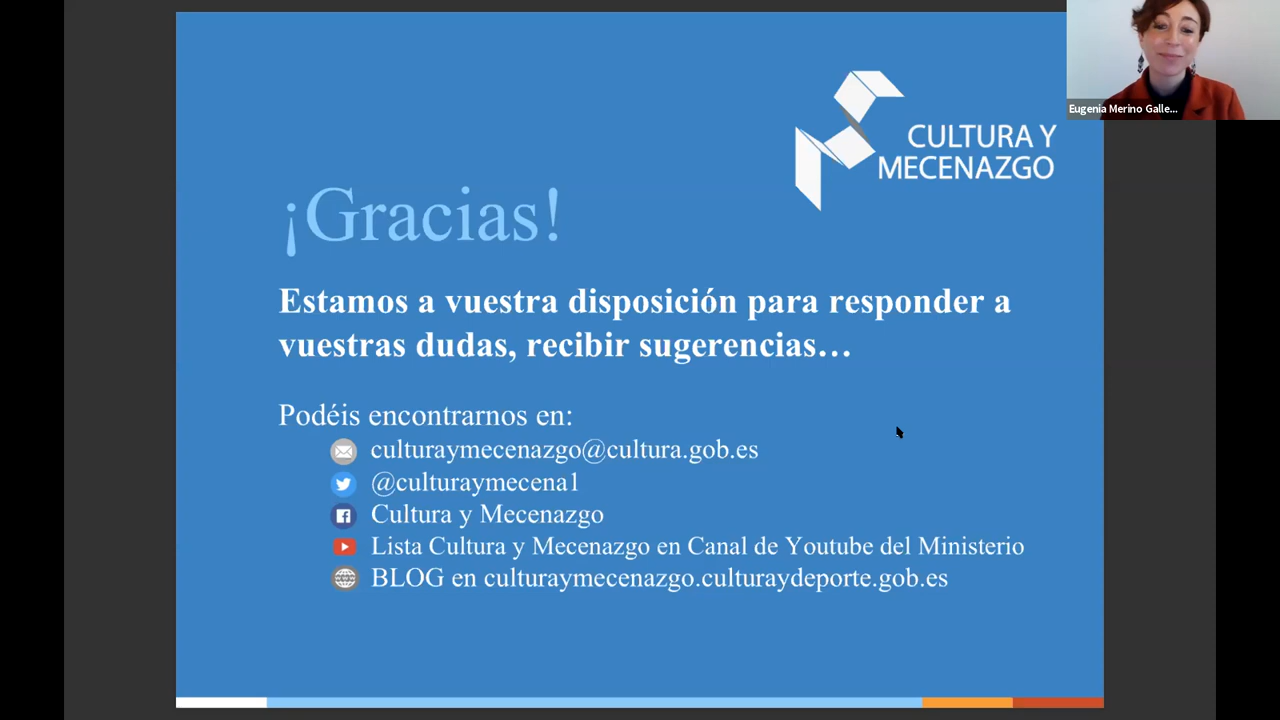 Eugenia Merino Galle...
CULTURA Y
MECENAZGO
¡Gracias!
Estamos a vuestra disposición para responder a
vuestras dudas, recibir sugerencias…
Podéis encontrarnos en:
culturaymecenazgo@cultura.gob.es
@culturaymecena1
Cultura y Mecenazgo
Lista Cultura y Mecenazgo en Canal de Youtube del Ministerio
BLOG en culturaymecenazgo.culturaydeporte.gob.es